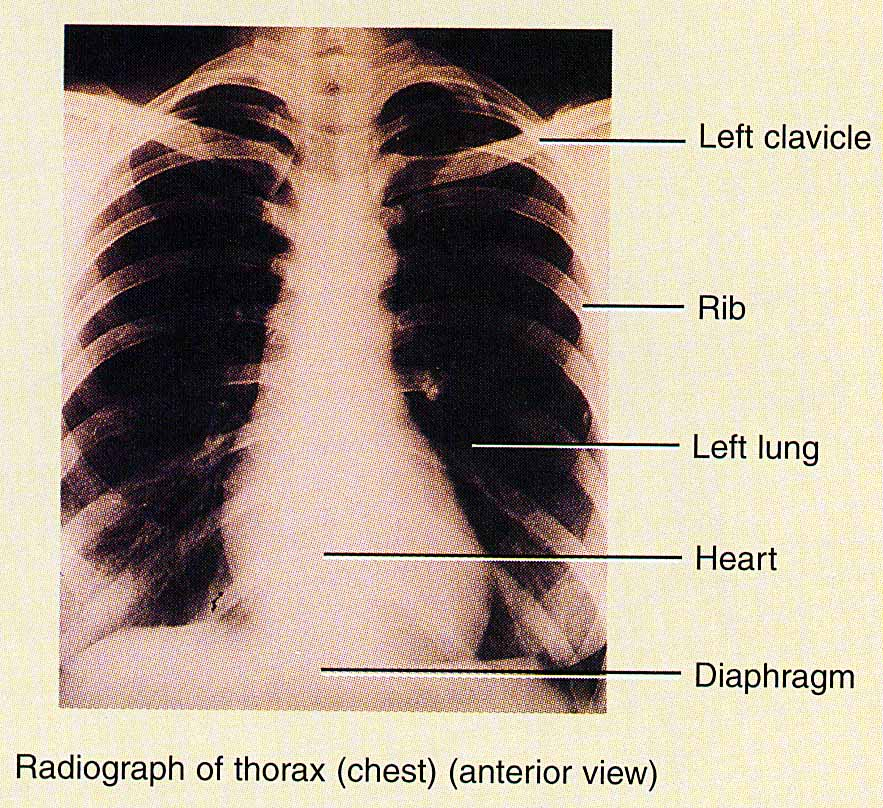 Left clavicle
Rib
Left lung
Heart
Diaphragm
Radiograph of thorax (chest) (anterior view)